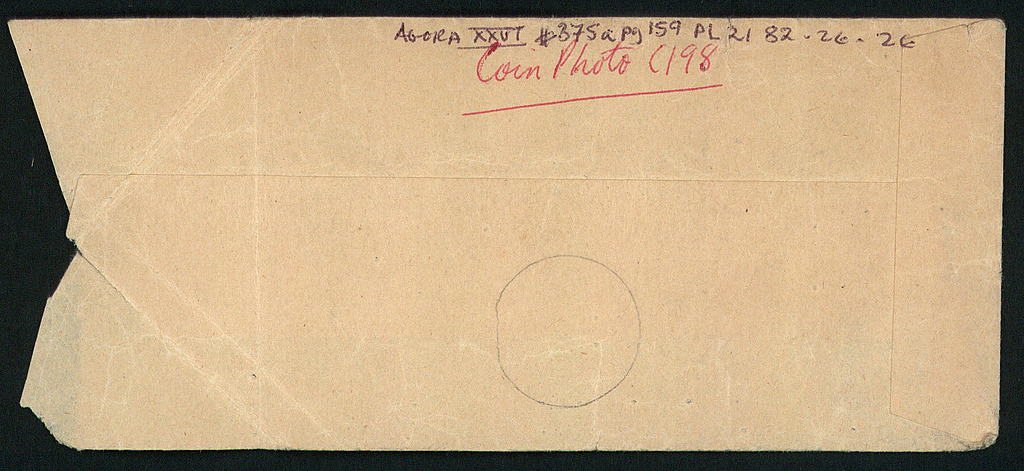 AGORA XXVI #375a pg 159 PL 21 82-26-26
Coin Photo C198